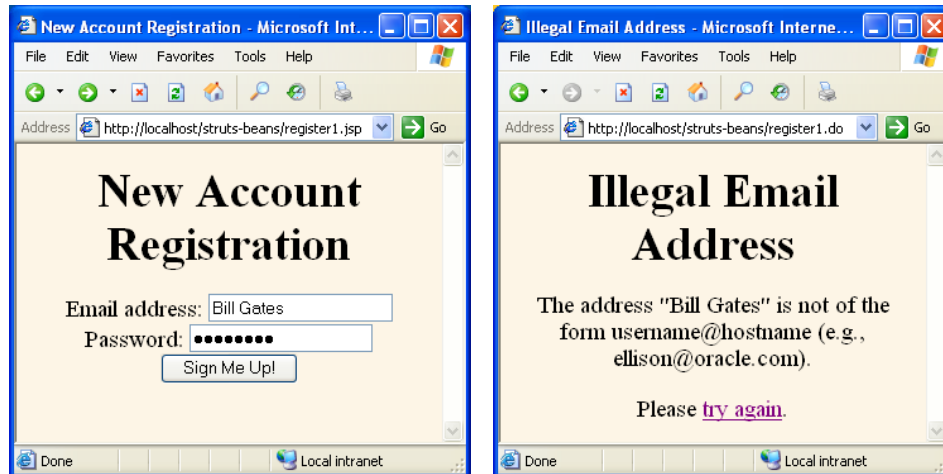 New Account Registration - Microsoft Int...
File Edit View Favorites Tools Help
Address http://localhost/struts-beans/register1.jsp Go
New Account
Registration
Email address: Bill Gates
Password: ●●●●●●●●
Sign Me Up!
Done Local intranet
Illegal Email Address - Microsoft Interne...
File Edit View Favorites Tools Help
Address http://localhost/struts-beans/register1.do Go
Illegal Email
Address
The address "Bill Gates" is not of the
form username@hostname (e.g.,
ellison@oracle.com).
Please try again.
Done Local intranet